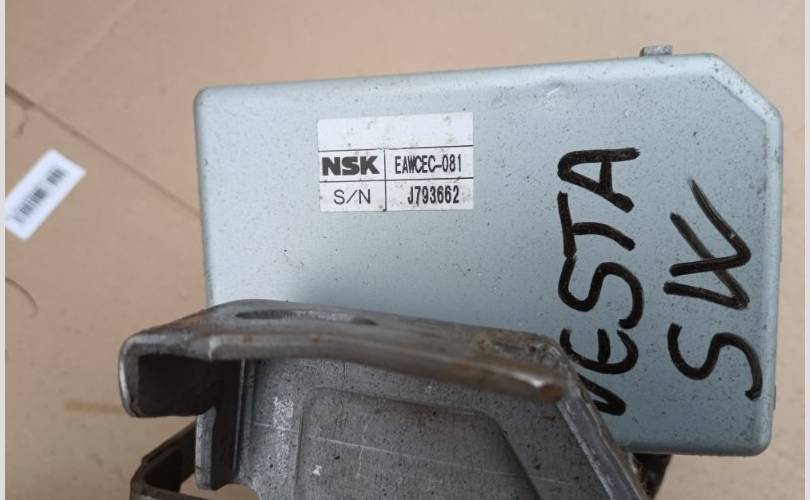 NSK EAWCEC-081
S/N J793662
VESTA
SW